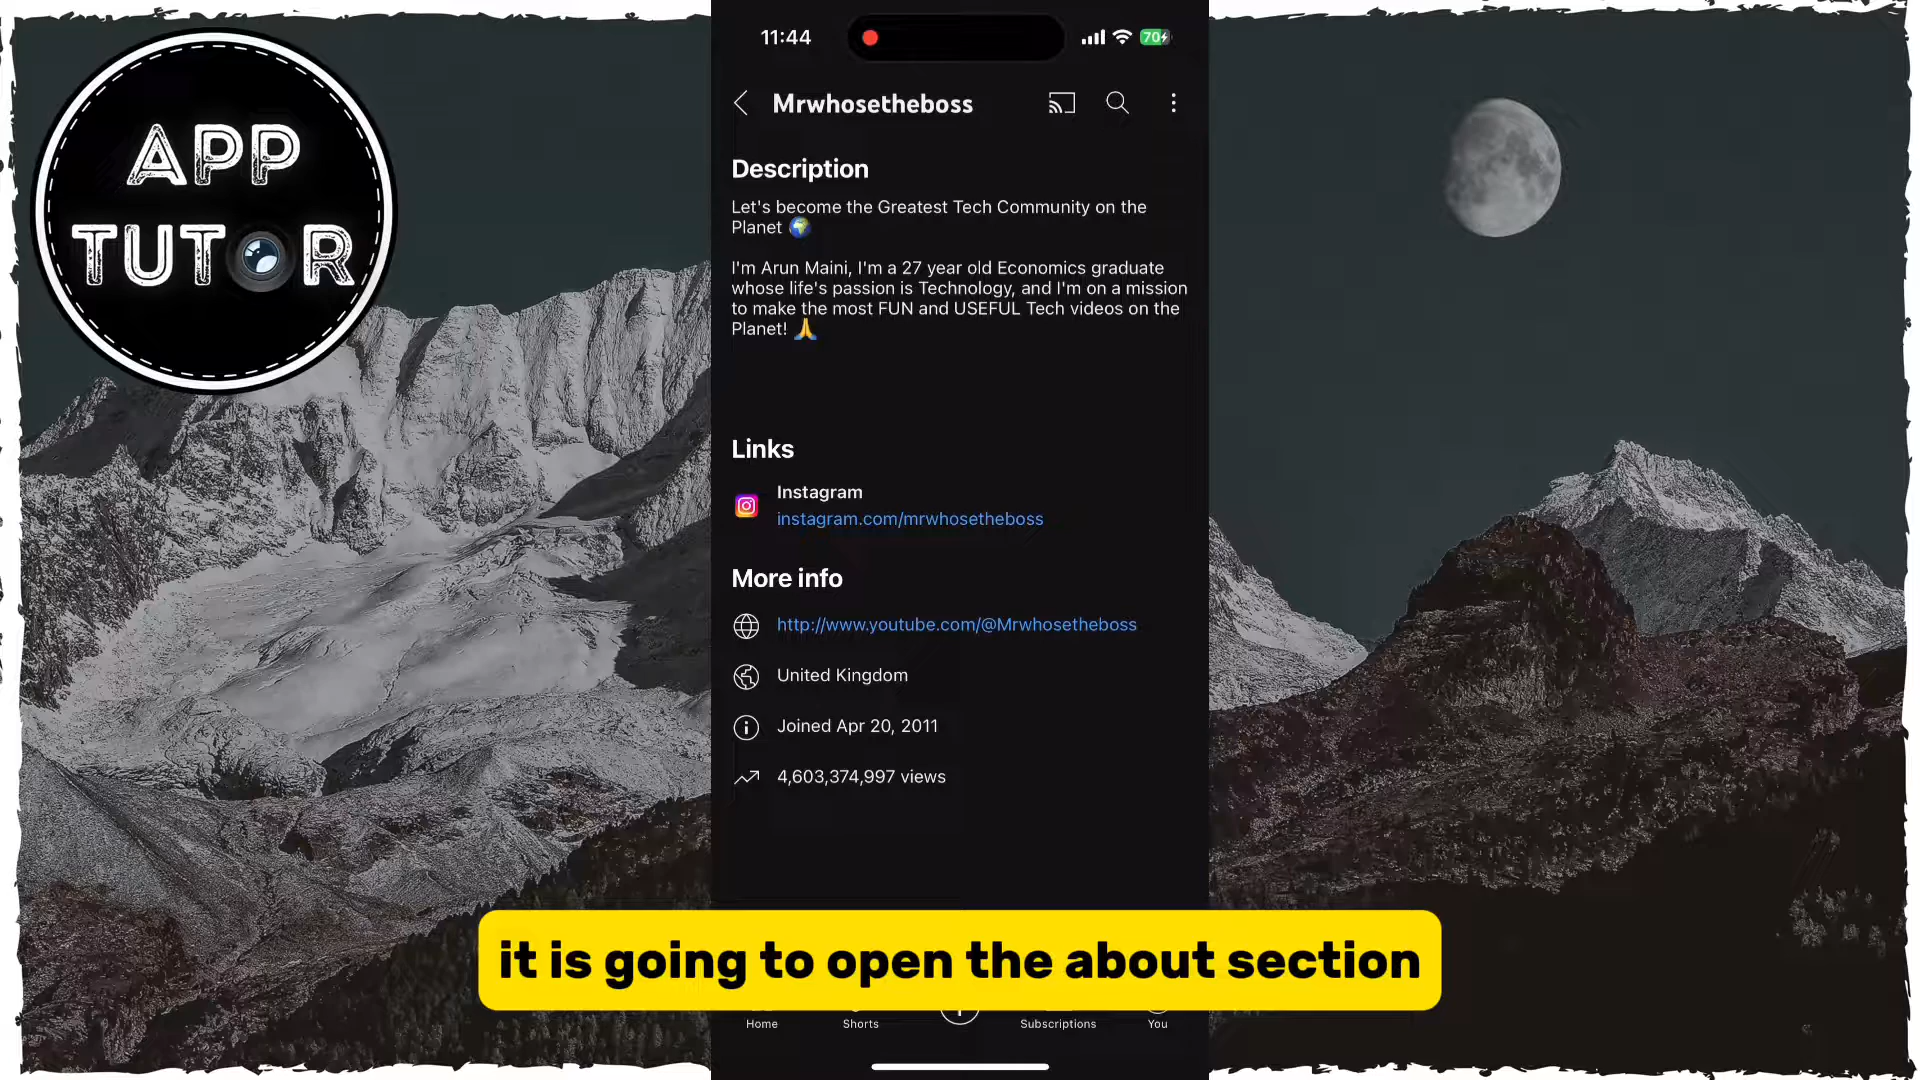 APP
TUTOR
11:44
70
Mrwhosetheboss
Description
Let's become the Greatest Tech Community on the
Planet 🌍
I'm Arun Maini, I'm a 27 year old Economics graduate
whose life's passion is Technology, and I'm on a mission
to make the most FUN and USEFUL Tech videos on the
Planet! 🙏
Links
Instagram
instagram.com/mrwhosetheboss
More info
http://www.youtube.com/@Mrwhosetheboss
United Kingdom
Joined Apr 20, 2011
4,603,374,997 views
it is going to open the about section
Home
Shorts
Subscriptions
You